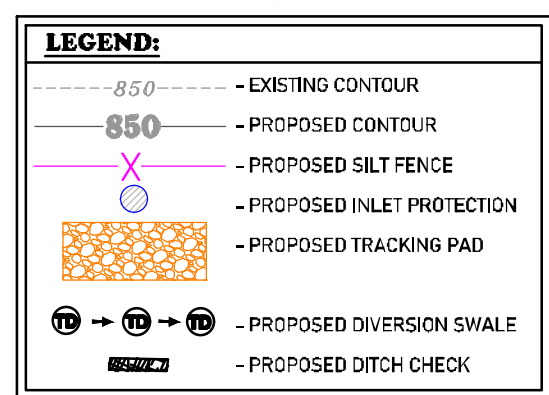 LEGEND:
850 - EXISTING CONTOUR
850 - PROPOSED CONTOUR
X - PROPOSED SILT FENCE
- PROPOSED INLET PROTECTION
- PROPOSED TRACKING PAD
TD TD TD - PROPOSED DIVERSION SWALE
- PROPOSED DITCH CHECK